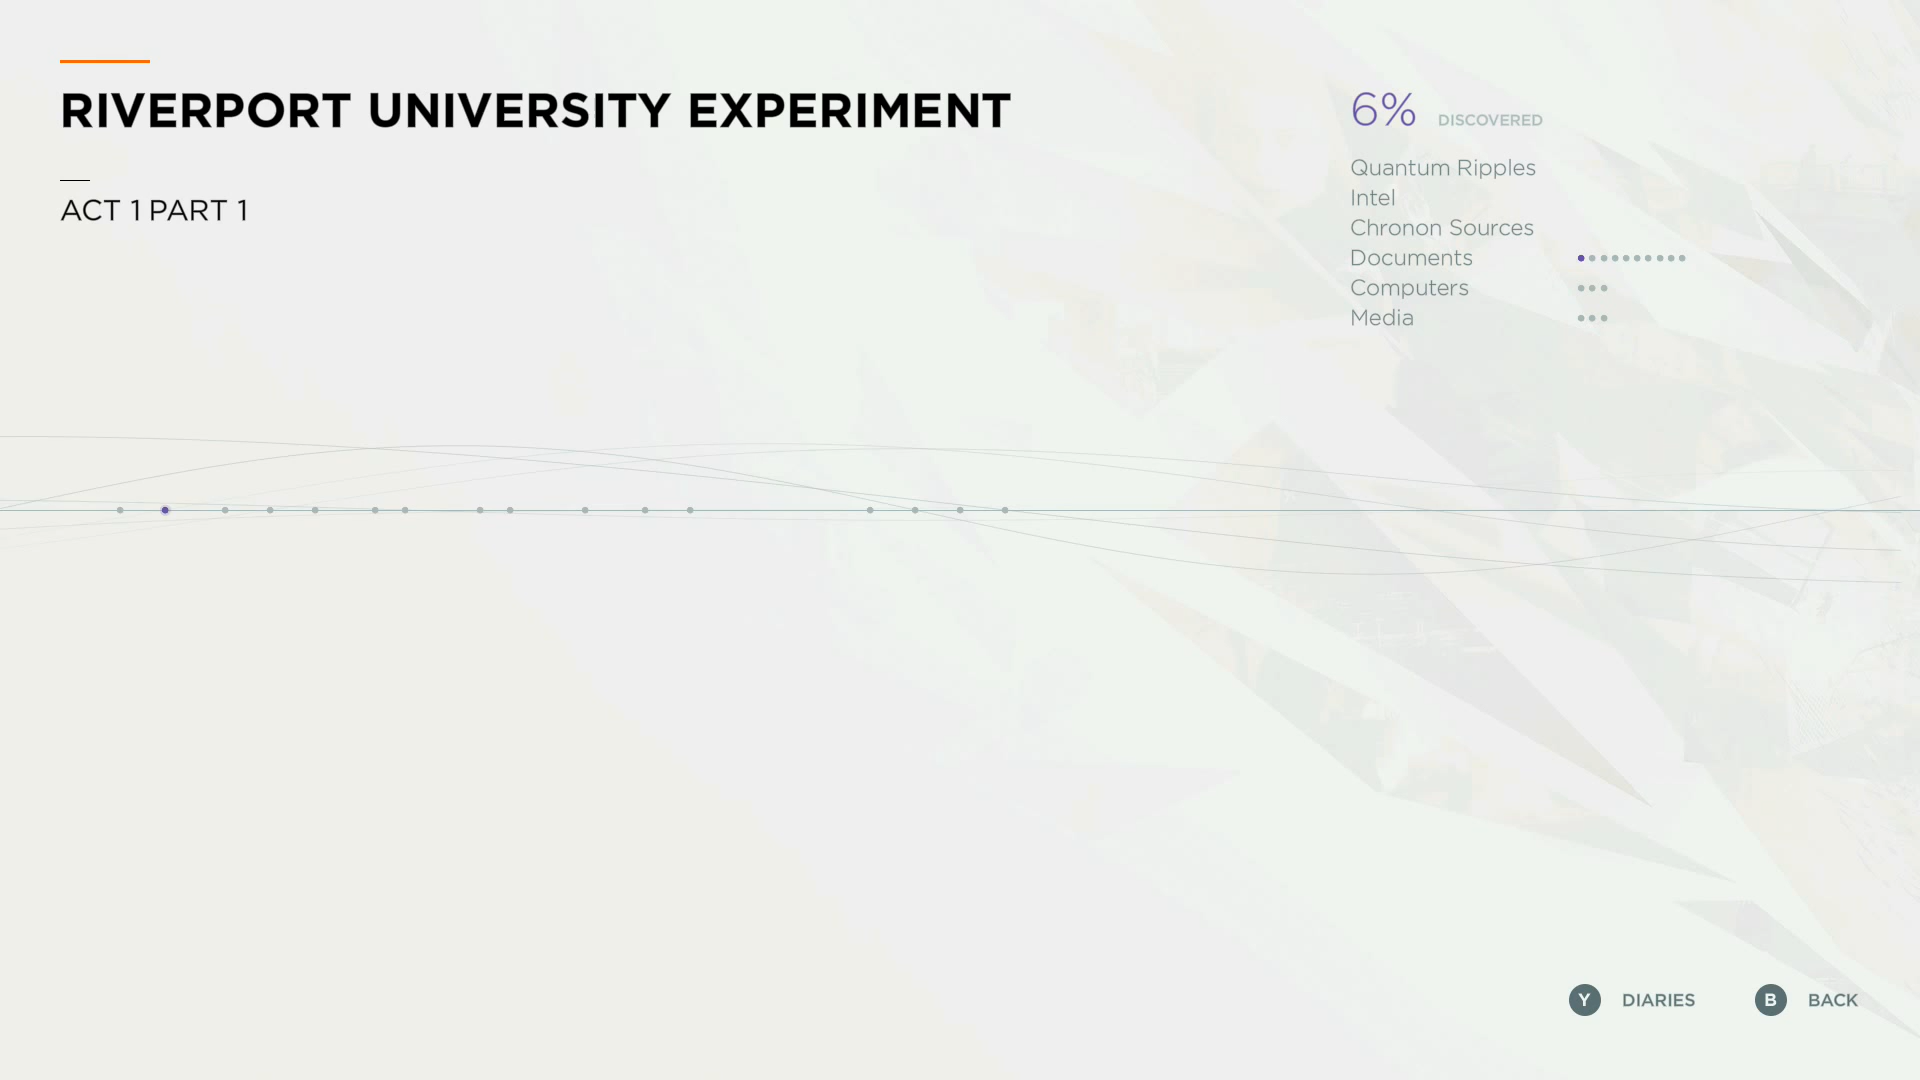 RIVERPORT UNIVERSITY EXPERIMENT
ACT 1 PART 1
6% DISCOVERED
Quantum Ripples
Intel
Chronon Sources
Documents
Computers
Media
Y DIARIES B BACK